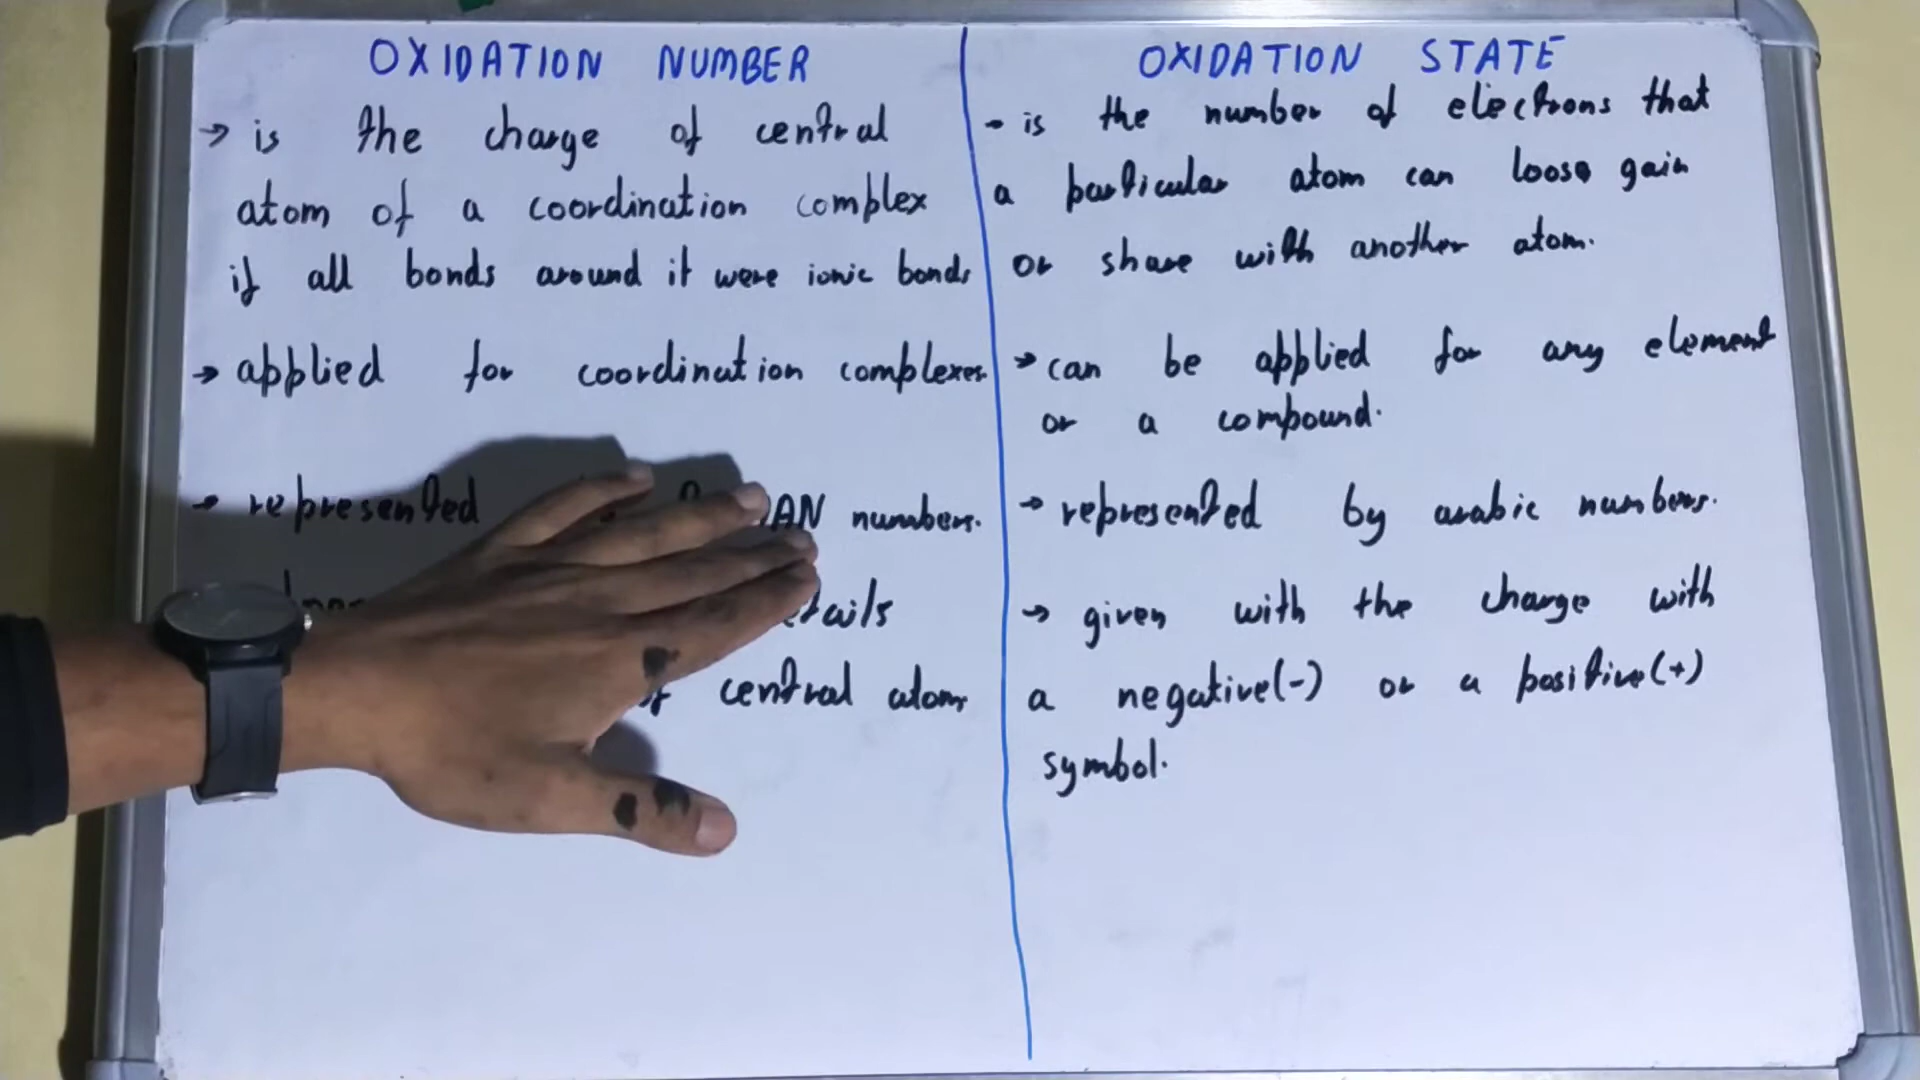 OXIDATION NUMBER
→ is the charge of central
atom of a coordination complex
if all bonds around it were ionic bonds
→ applied for coordination complexes
→ represented numbers.
central atom
OXIDATION STATE
→ is the number of electrons that
a particular atom can loose gain
or share with another atom.
→ can be applied for any element
or a compound.
→ represented by arabic numbers.
→ given with the charge with
a negative(-) or a positive(+)
symbol.